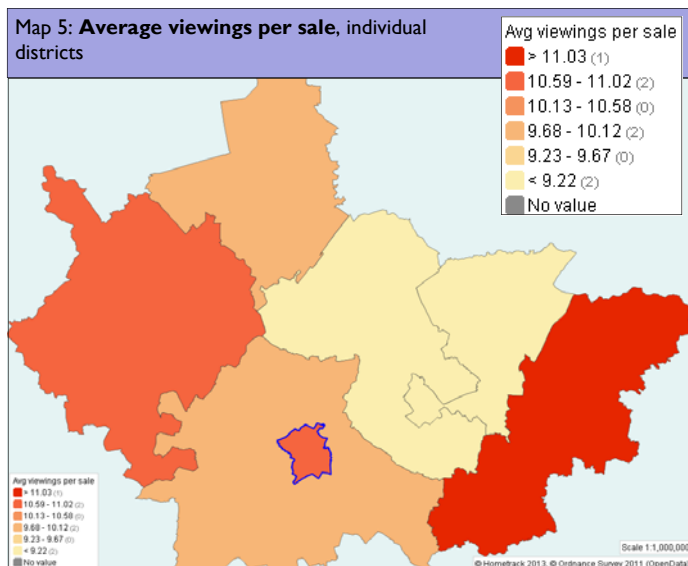 Map 5: Average viewings per sale, individual
districts
Avg viewings per sale
> 11.03 (1)
10.59 - 11.02 (2)
10.13 - 10.58 (0)
9.68 - 10.12 (2)
9.23 - 9.67 (0)
< 9.22 (2)
No value
Avg viewings per sale
> 11.03 (1)
10.59 - 11.02 (2)
10.13 - 10.58 (0)
9.68 - 10.12 (2)
9.23 - 9.67 (0)
< 9.22 (2)
No value
Scale 1:1,000,000
© Hometrack 2013, © Ordnance Survey 2011 (OpenData